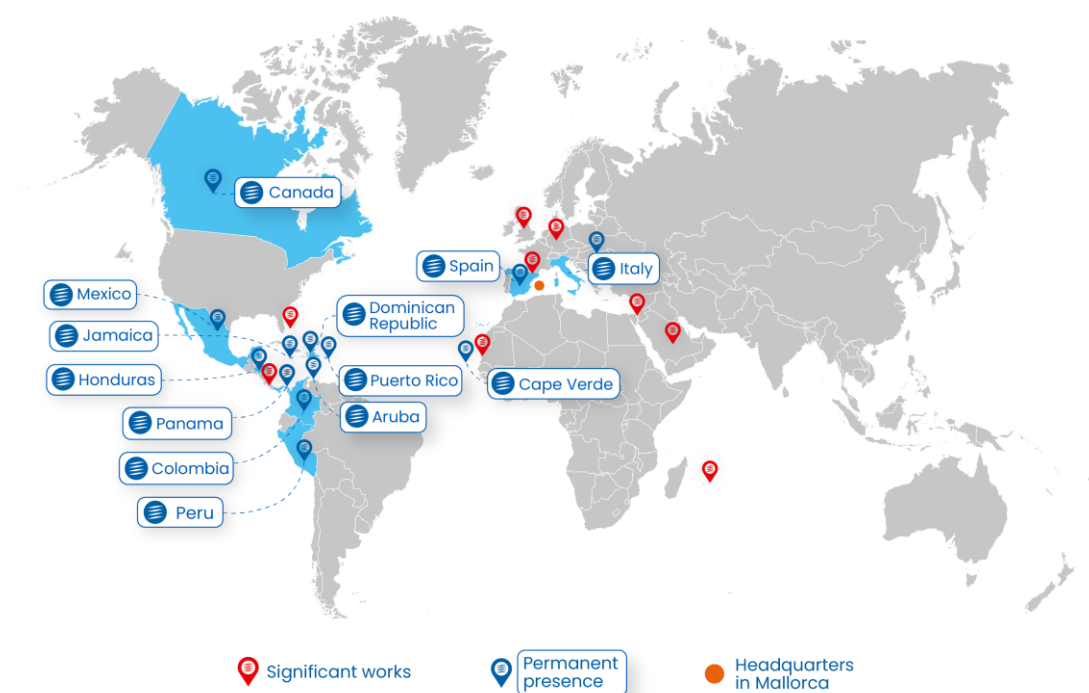 Canada
Spain
Italy
Mexico
Dominican
Republic
Jamaica
Honduras
Puerto Rico
Cape Verde
Panama
Aruba
Colombia
Peru
Significant works
Permanent
presence
Headquarters
in Mallorca